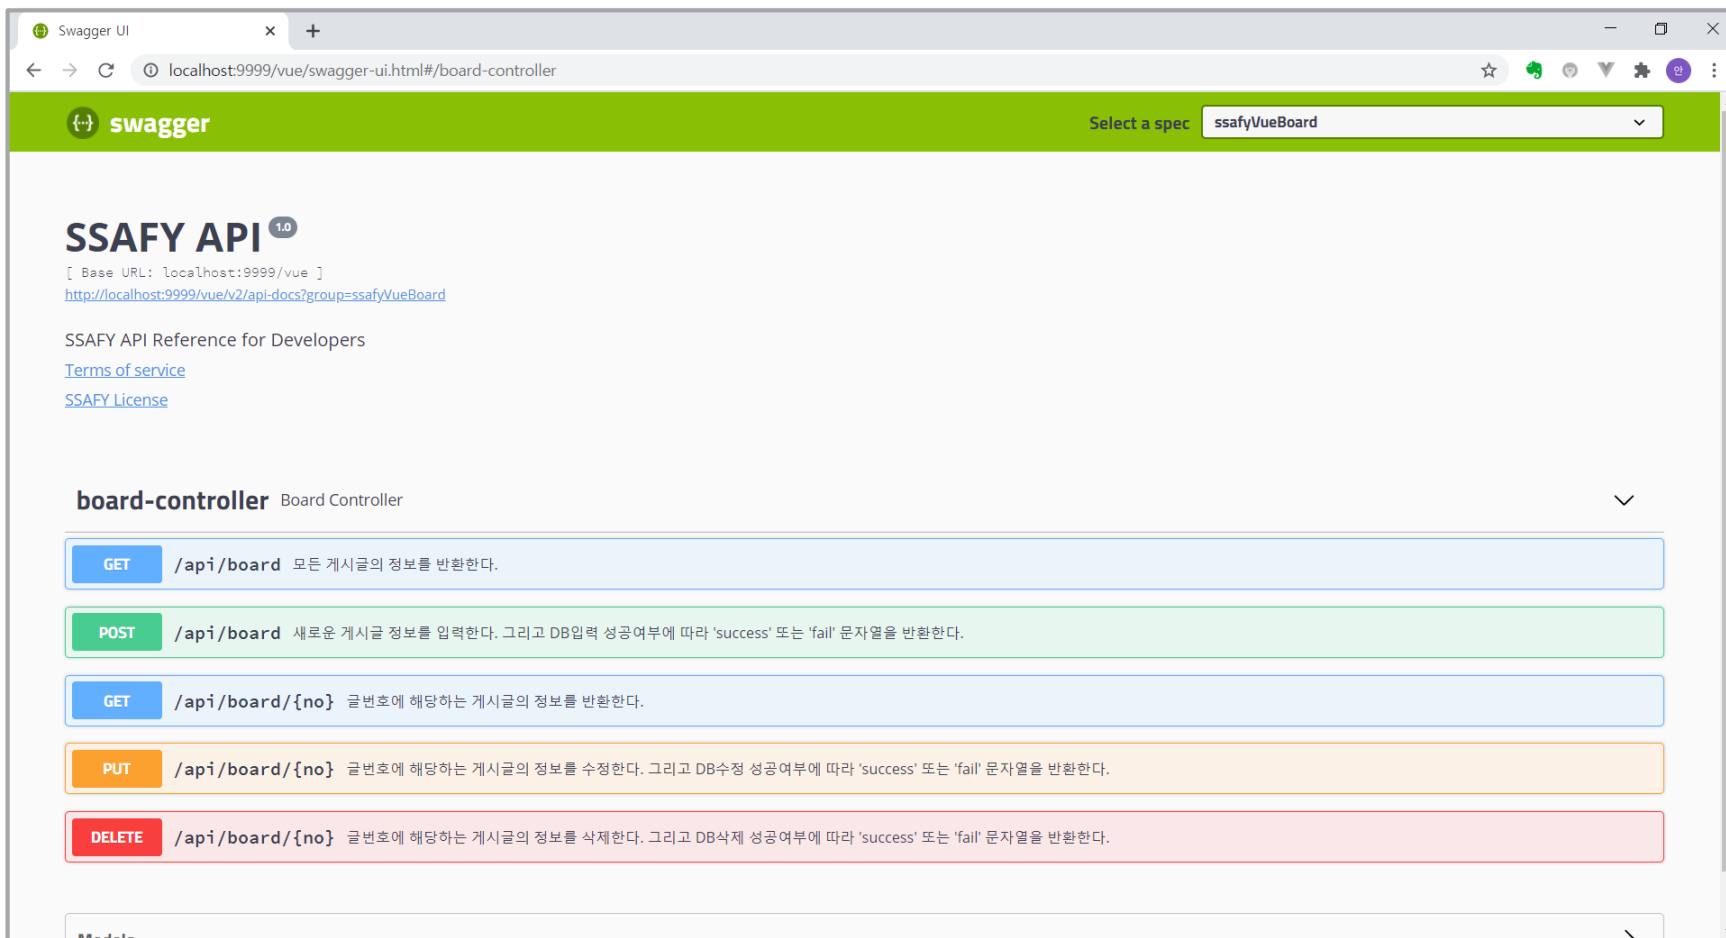 Swagger UI
localhost:9999/vue/swagger-ui.html#/board-controller
안
swagger
Select a spec ssafyVueBoard
SSAFY API 1.0
[ Base URL: localhost:9999/vue ]
http://localhost:9999/vue/v2/api-docs?group=ssafyVueBoard
SSAFY API Reference for Developers
Terms of service
SSAFY License
board-controller Board Controller
GET /api/board 모든 게시글의 정보를 반환한다.
POST /api/board 새로운 게시글 정보를 입력한다. 그리고 DB입력 성공여부에 따라 'success' 또는 'fail' 문자열을 반환한다.
GET /api/board/{no} 글번호에 해당하는 게시글의 정보를 반환한다.
PUT /api/board/{no} 글번호에 해당하는 게시글의 정보를 수정한다. 그리고 DB수정 성공여부에 따라 'success' 또는 'fail' 문자열을 반환한다.
DELETE /api/board/{no} 글번호에 해당하는 게시글의 정보를 삭제한다. 그리고 DB삭제 성공여부에 따라 'success' 또는 'fail' 문자열을 반환한다.
Models